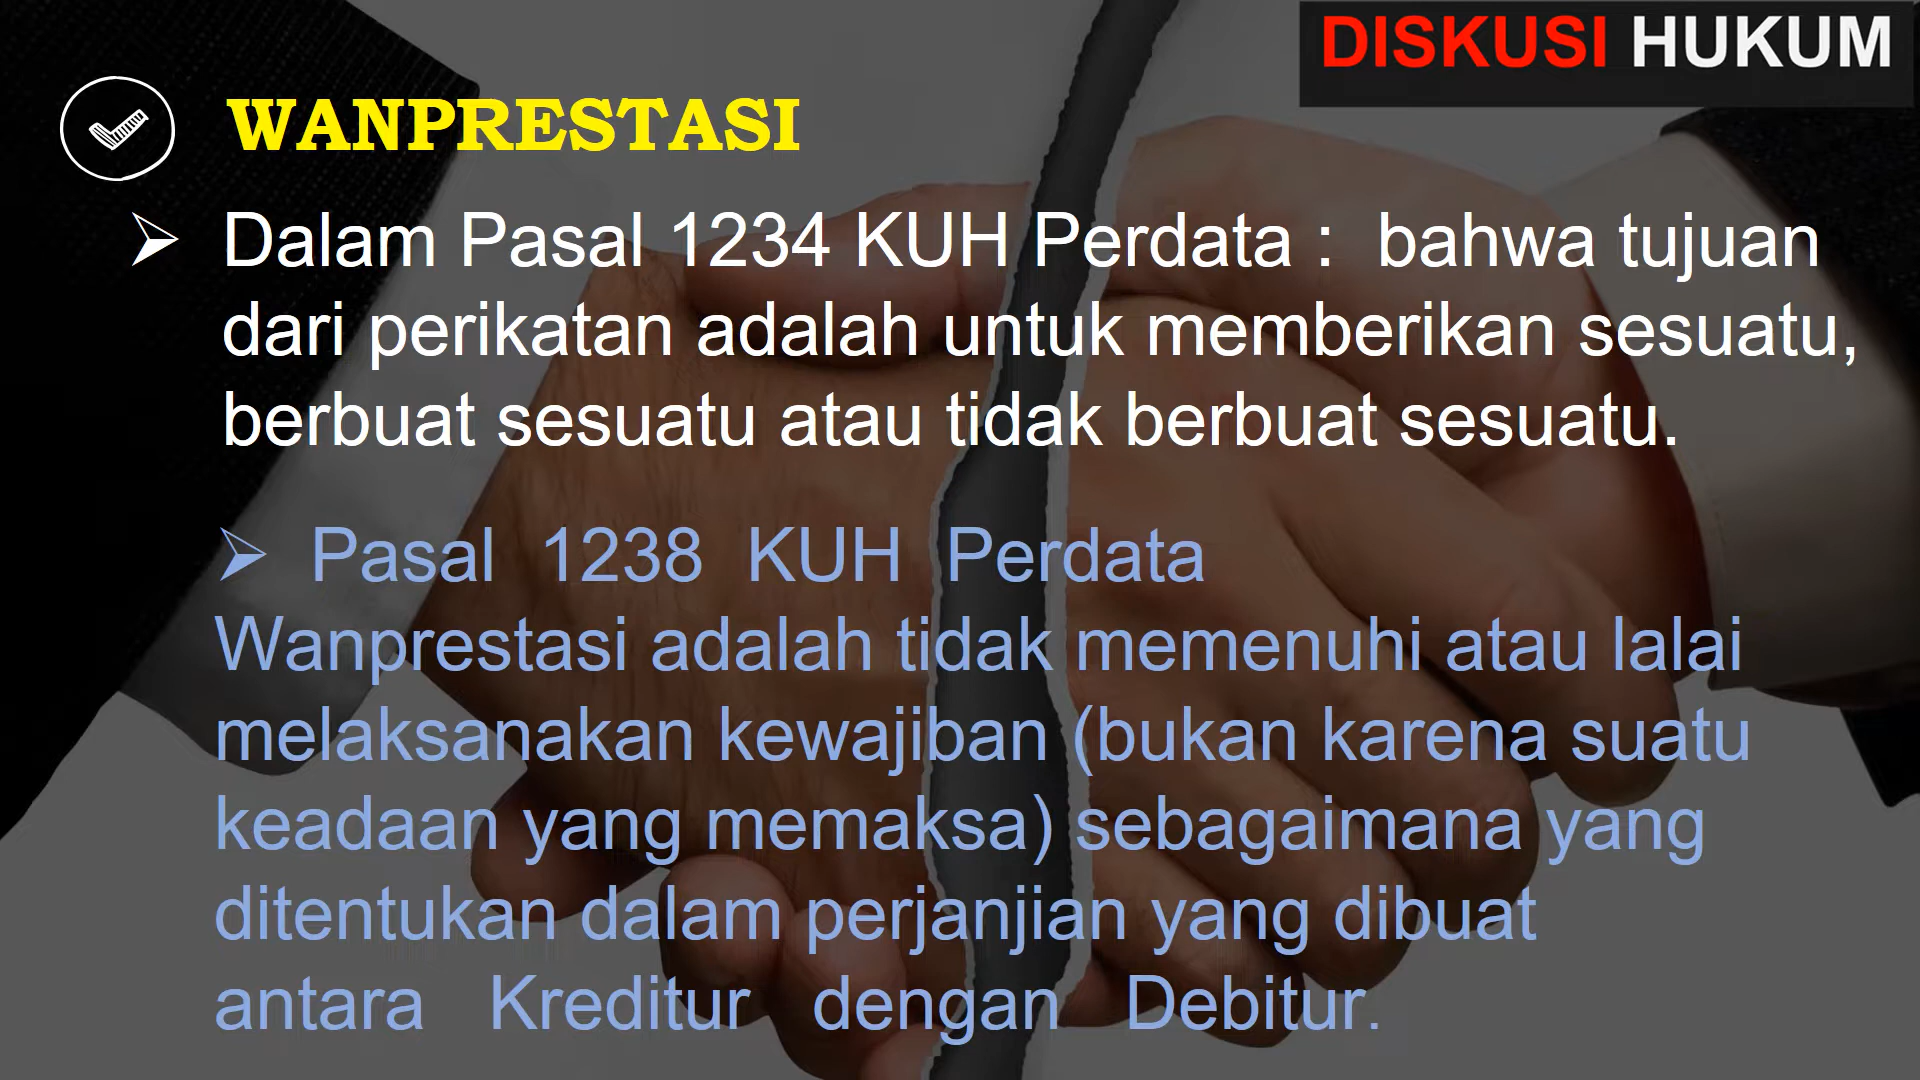 DISKUSI HUKUM
WANPRESTASI
Dalam Pasal 1234 KUH Perdata : bahwa tujuan
dari perikatan adalah untuk memberikan sesuatu,
berbuat sesuatu atau tidak berbuat sesuatu.
Pasal 1238 KUH Perdata
Wanprestasi adalah tidak memenuhi atau lalai
melaksanakan kewajiban (bukan karena suatu
keadaan yang memaksa) sebagaimana yang
ditentukan dalam perjanjian yang dibuat
antara Kreditur dengan Debitur.